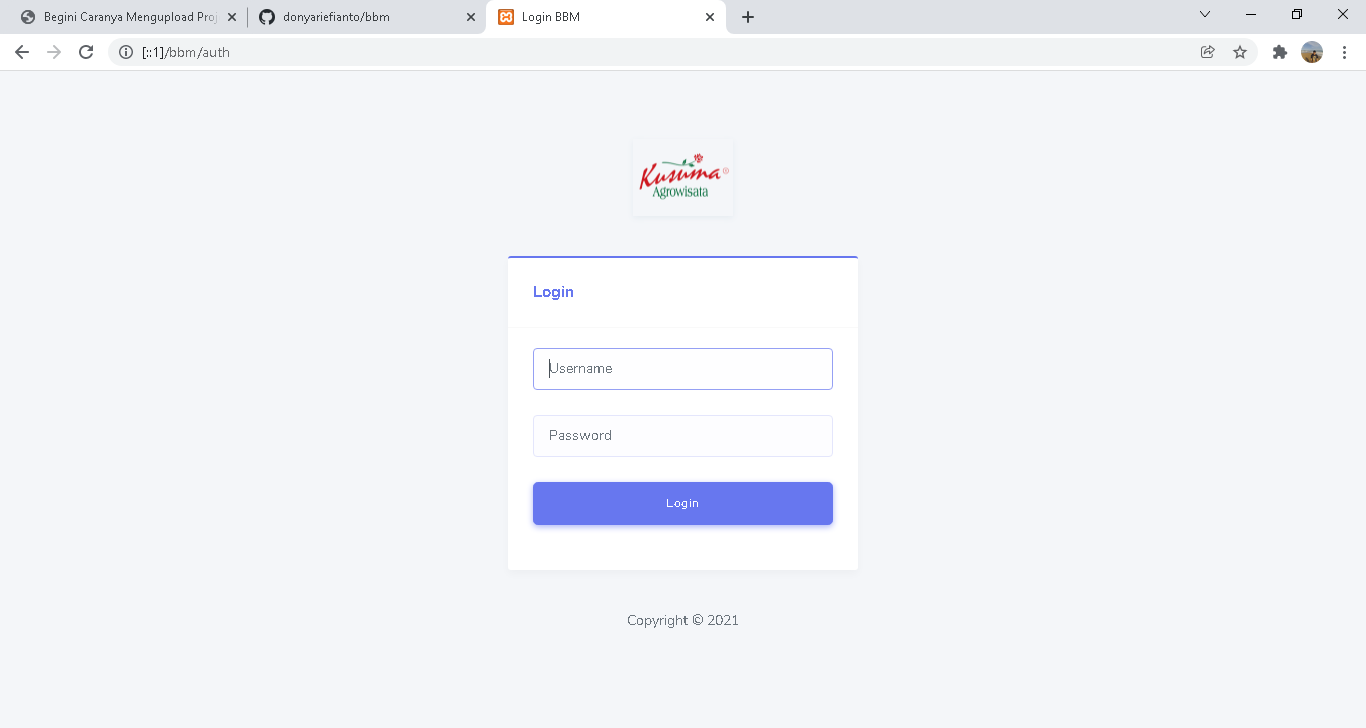 Begini Caranya Mengupload Proj
donyariefianto/bbm
Login BBM
[::1]/bbm/auth
Kusuma®
Agrowisata
Login
Username
Password
Login
Copyright © 2021